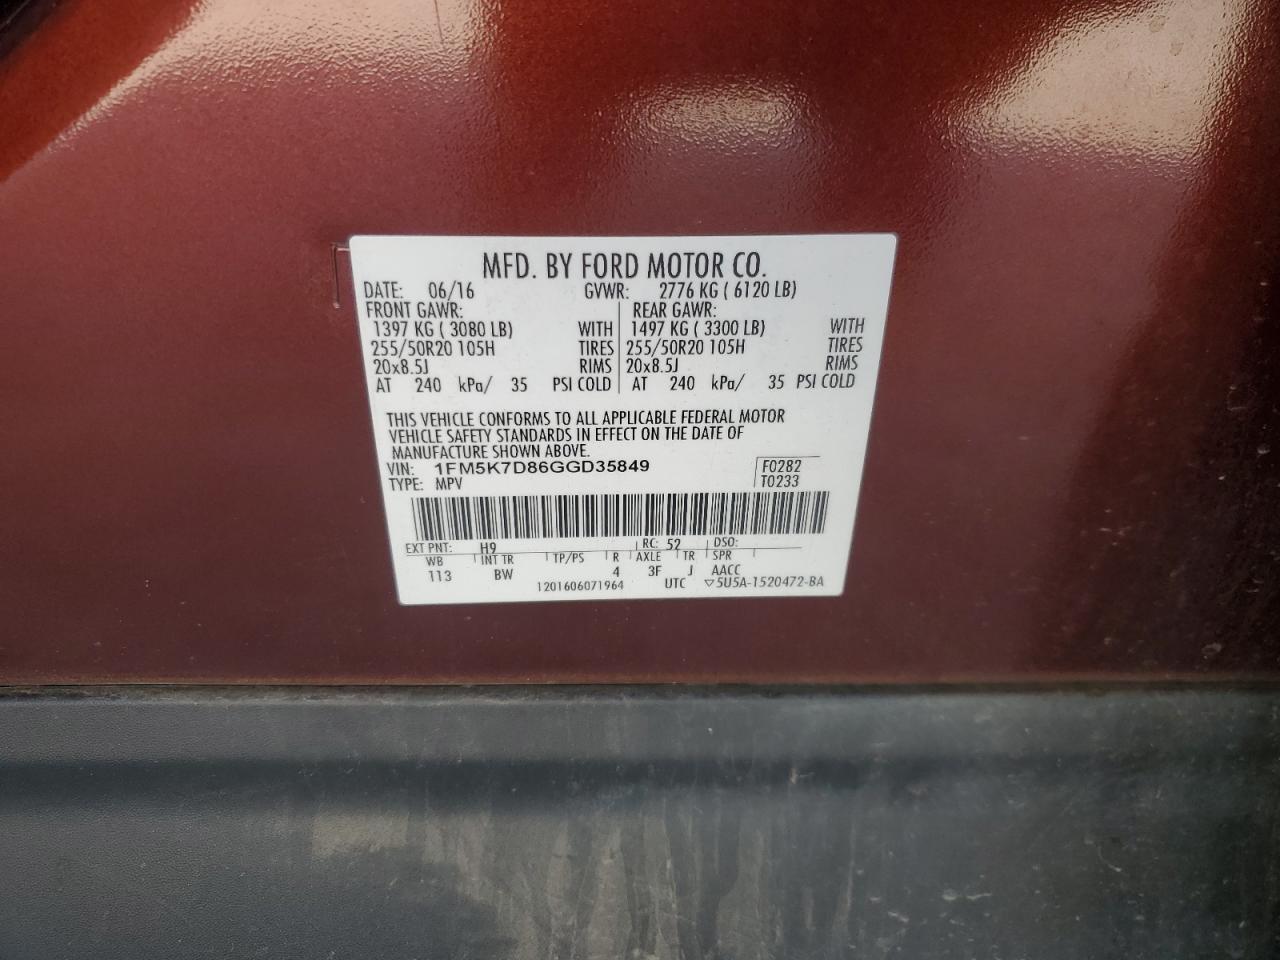 MFD. BY FORD MOTOR CO.
DATE: 06/16 GVWR: 2776 KG ( 6120 LB)
FRONT GAWR: REAR GAWR:
1397 KG ( 3080 LB) WITH 1497 KG ( 3300 LB) WITH
255/50R20 105H TIRES 255/50R20 105H TIRES
20x8.5J RIMS 20x8.5J RIMS
AT 240 kPa/ 35 PSI COLD AT 240 kPa/ 35 PSI COLD
THIS VEHICLE CONFORMS TO ALL APPLICABLE FEDERAL MOTOR
VEHICLE SAFETY STANDARDS IN EFFECT ON THE DATE OF
MANUFACTURE SHOWN ABOVE.
VIN: 1FM5K7D86GGD35849 F0282
TYPE: MPV T0233
EXT PNT: H9 RC: 52 DSO:
WB INT TR TP/PS R AXLE TR SPR
113 BW 4 3F J AACC
1201606071964 UTC ▽5U5A-1520472-BA